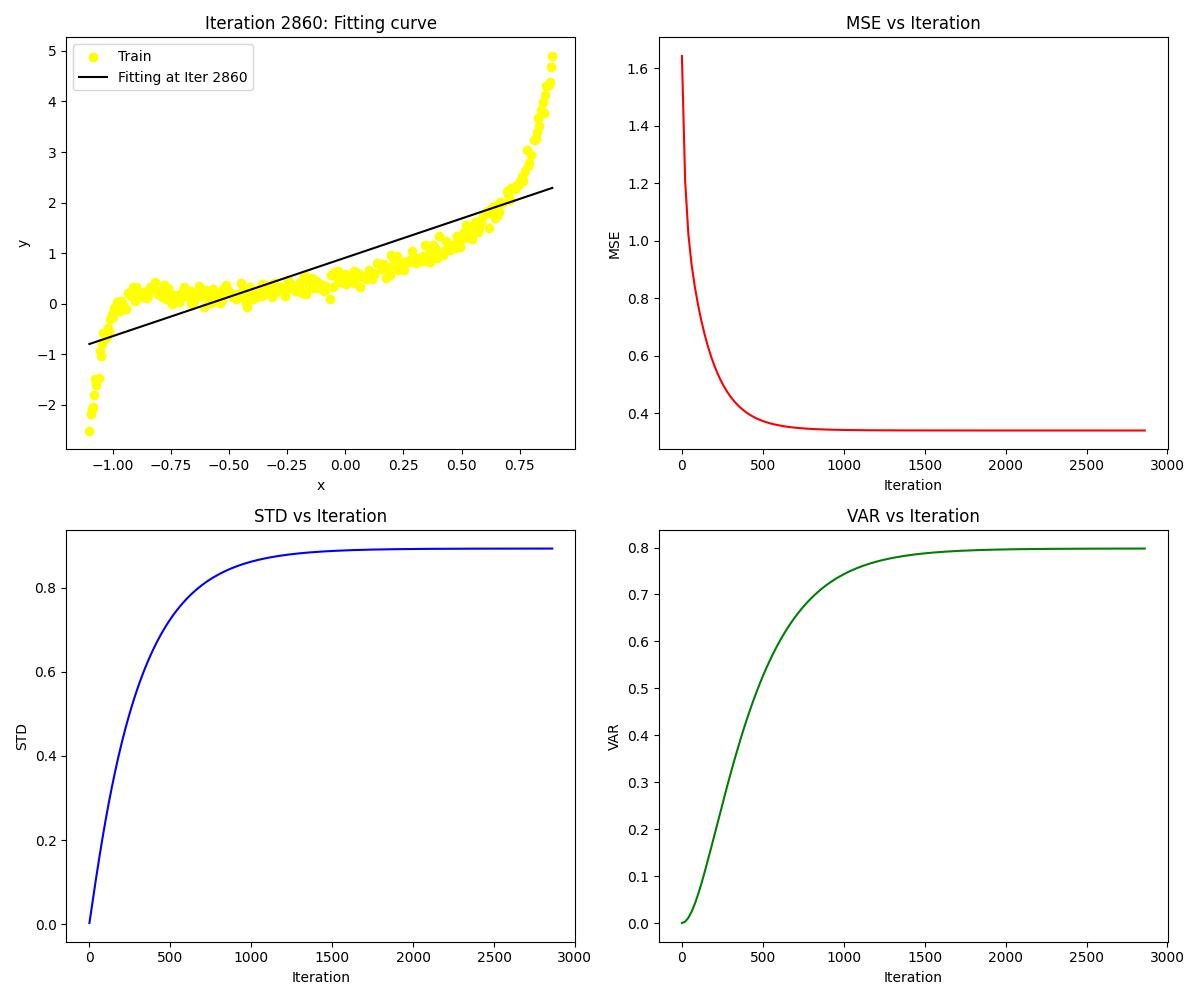 Iteration 2860: Fitting curve
Train
Fitting at Iter 2860
5
4
3
2
1
0
−1
−2
y
−1.00 −0.75 −0.50 −0.25 0.00 0.25 0.50 0.75
x
MSE vs Iteration
1.6
1.4
1.2
1.0
0.8
0.6
0.4
MSE
0 500 1000 1500 2000 2500 3000
Iteration
STD vs Iteration
0.8
0.6
0.4
0.2
0.0
STD
0 500 1000 1500 2000 2500 3000
Iteration
VAR vs Iteration
0.8
0.7
0.6
0.5
0.4
0.3
0.2
0.1
0.0
VAR
0 500 1000 1500 2000 2500 3000
Iteration